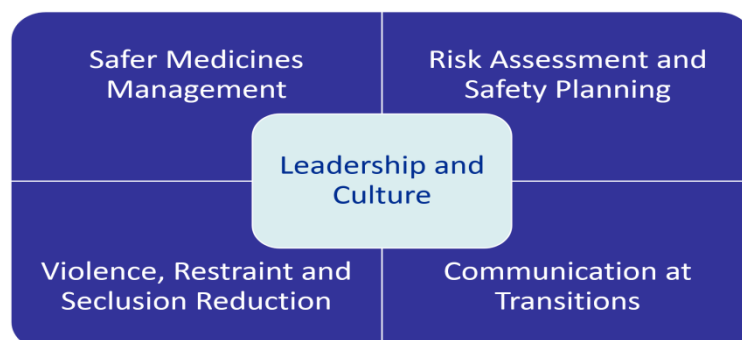 Safer Medicines
Management
Risk Assessment and
Safety Planning
Leadership and
Culture
Violence, Restraint and
Seclusion Reduction
Communication at
Transitions